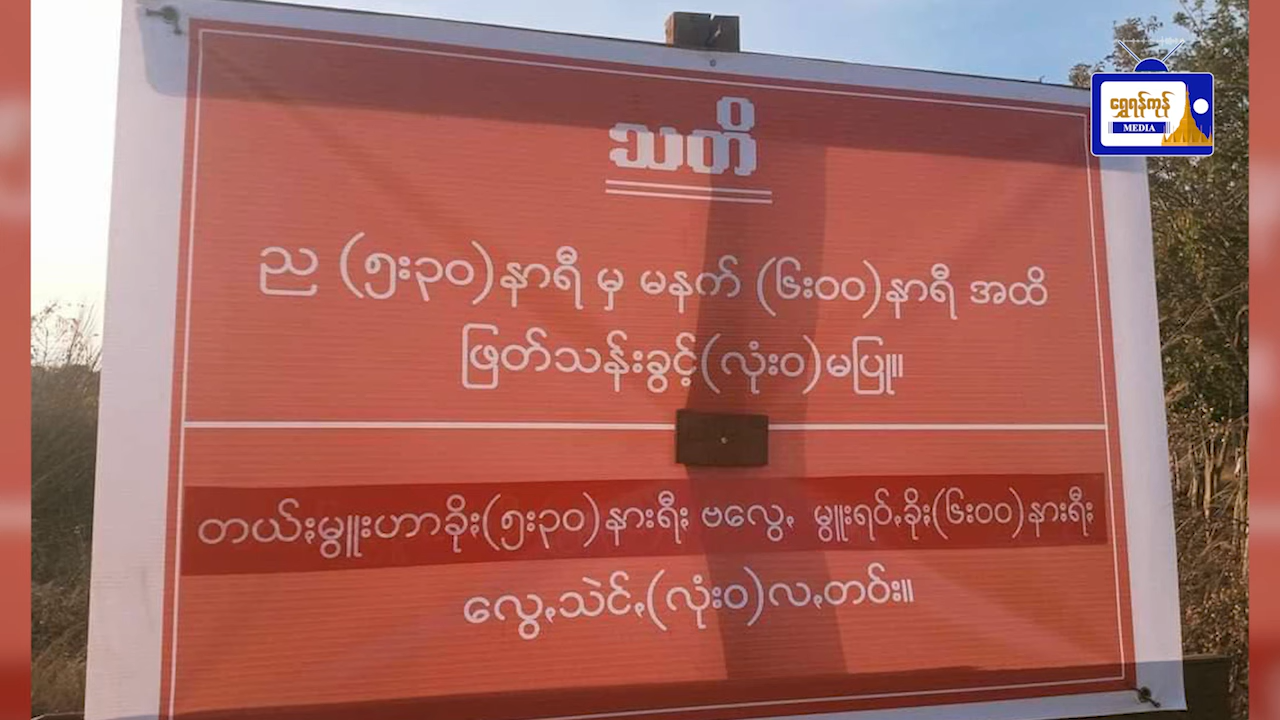 ရွှေရန်ကုန်
MEDIA
သတိ
ည (၅း၃၀)နာရီ မှ မနက် (၆း၀၀)နာရီ အထိ
ဖြတ်သန်းခွင့်(လုံးဝ)မပြု။
တယ်ႏမွူးဟာခိုႏ(၅း၃၀)နားရီႏ ဗလွေႉ မွူးရပ်ႉခိုႏ(၆း၀၀)နားရီႏ
လွေႉသဲင်ႉ(လုံးဝ)လႉတဝ်း။